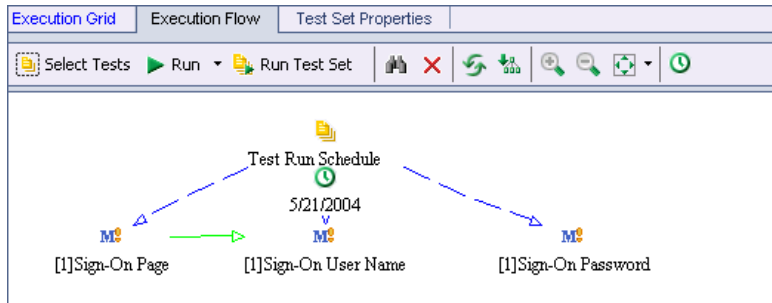 Execution Grid Execution Flow Test Set Properties
Select Tests Run Run Test Set
Test Run Schedule
5/21/2004
[1]Sign-On Page [1]Sign-On User Name [1]Sign-On Password